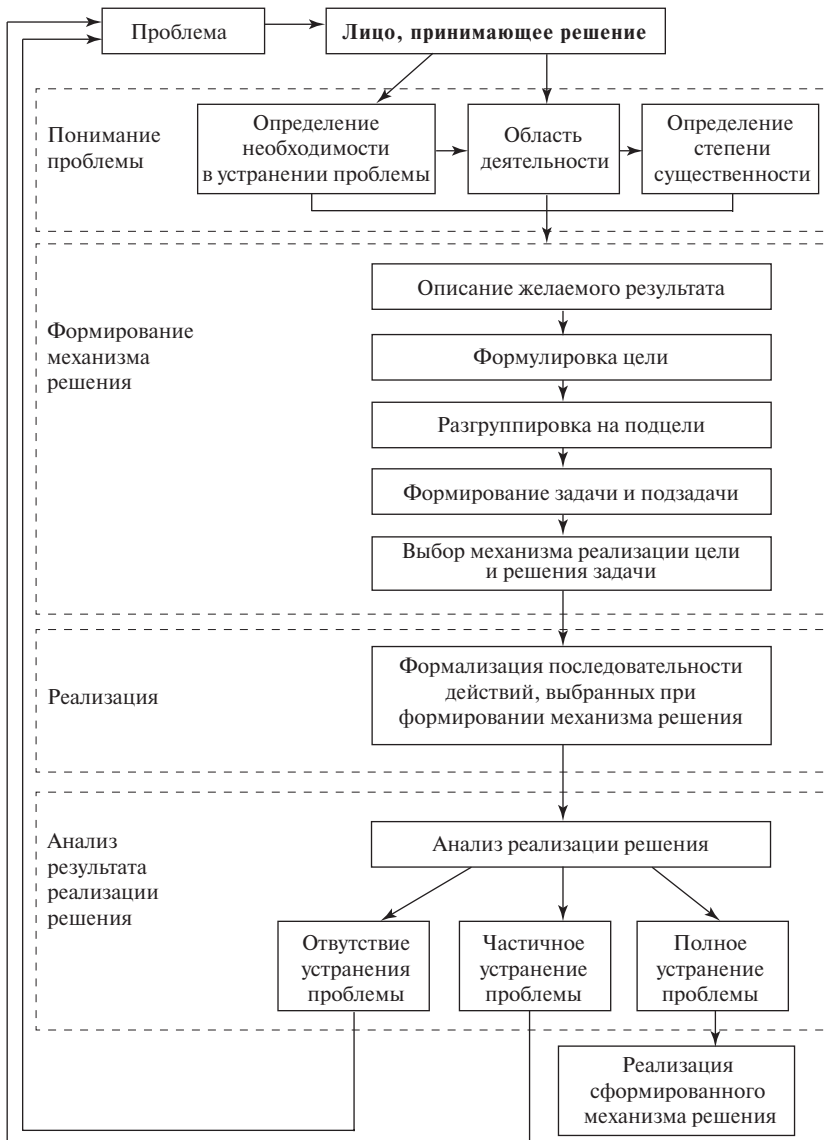 Проблема
Лицо, принимающее решение
Понимание
проблемы
Определение
необходимости
в устранении проблемы
Область
деятельности
Определение
степени
существенности
Формирование
механизма
решения
Описание желаемого результата
Формулировка цели
Разгруппировка на подцели
Формирование задачи и подзадачи
Выбор механизма реализации цели
и решения задачи
Реализация
Формализация последовательности
действий, выбранных при
формировании механизма решения
Анализ
результата
реализации
решения
Анализ реализации решения
Отвутствие
устранения
проблемы
Частичное
устранение
проблемы
Полное
устранение
проблемы
Реализация
сформированного
механизма решения